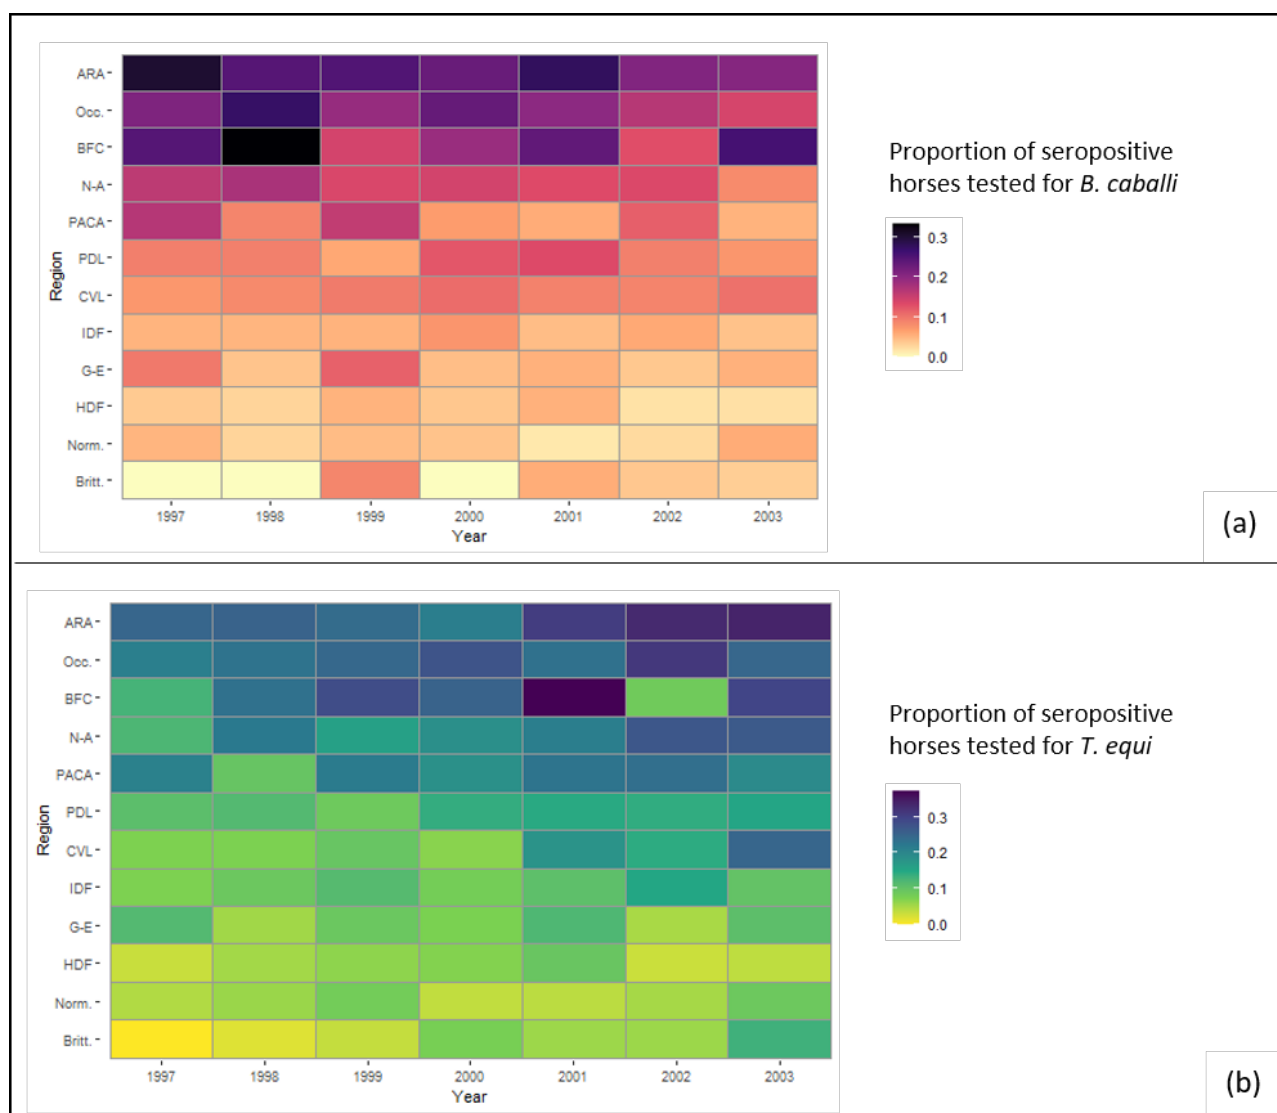 ARA
Occ.
BFC
N-A
PACA
PDL
CVL
IDF
G-E
HDF
Norm.
Britt.
Region
1997 1998 1999 2000 2001 2002 2003
Year
Proportion of seropositive
horses tested for B. caballi
0.3
0.2
0.1
0.0
(a)
ARA
Occ.
BFC
N-A
PACA
PDL
CVL
IDF
G-E
HDF
Norm.
Britt.
Region
1997 1998 1999 2000 2001 2002 2003
Year
Proportion of seropositive
horses tested for T. equi
0.3
0.2
0.1
0.0
(b)